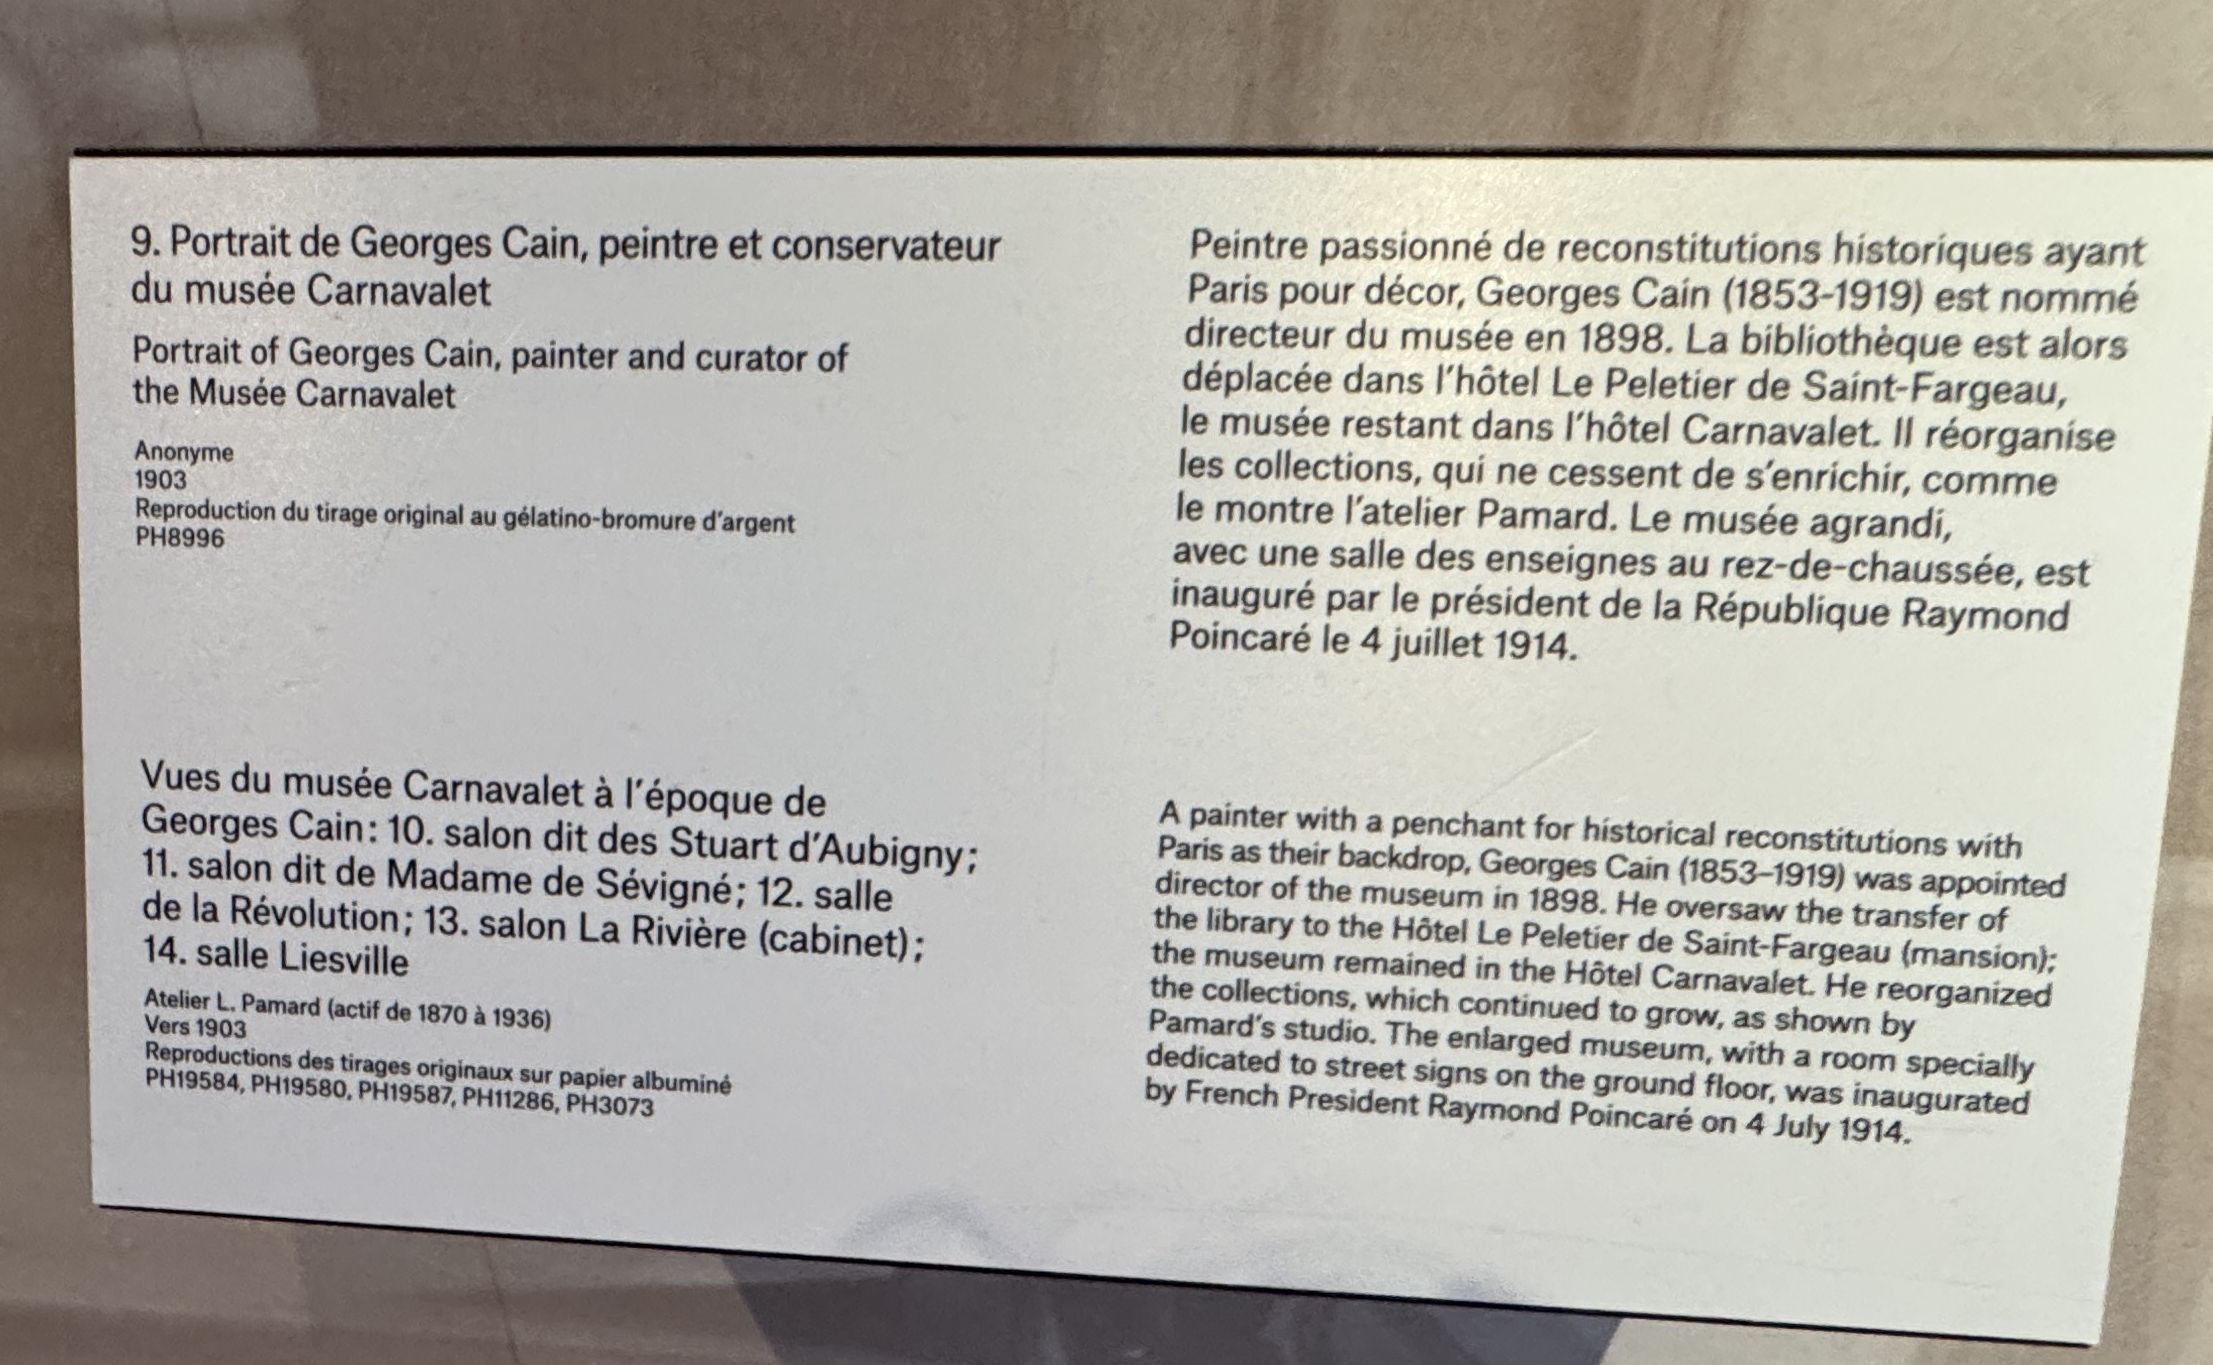 9. Portrait de Georges Cain, peintre et conservateur
du musée Carnavalet
Portrait of Georges Cain, painter and curator of
the Musée Carnavalet
Anonyme
1903
Reproduction du tirage original au gélatino-bromure d'argent
PH8996
Vues du musée Carnavalet à l'époque de
Georges Cain : 10. salon dit des Stuart d'Aubigny ;
11. salon dit de Madame de Sévigné ; 12. salle
de la Révolution ; 13. salon La Rivière (cabinet) ;
14. salle Liesville
Atelier L. Pamard (actif de 1870 à 1936)
Vers 1903
Reproductions des tirages originaux sur papier albuminé
PH19584, PH19580, PH19587, PH11286, PH3073
Peintre passionné de reconstitutions historiques ayant
Paris pour décor, Georges Cain (1853-1919) est nommé
directeur du musée en 1898. La bibliothèque est alors
déplacée dans l'hôtel Le Peletier de Saint-Fargeau,
le musée restant dans l'hôtel Carnavalet. Il réorganise
les collections, qui ne cessent de s'enrichir, comme
le montre l'atelier Pamard. Le musée agrandi,
avec une salle des enseignes au rez-de-chaussée, est
inauguré par le président de la République Raymond
Poincaré le 4 juillet 1914.
A painter with a penchant for historical reconstitutions with
Paris as their backdrop, Georges Cain (1853–1919) was appointed
director of the museum in 1898. He oversaw the transfer of
the library to the Hôtel Le Peletier de Saint-Fargeau (mansion);
the museum remained in the Hôtel Carnavalet. He reorganized
the collections, which continued to grow, as shown by
Pamard's studio. The enlarged museum, with a room specially
dedicated to street signs on the ground floor, was inaugurated
by French President Raymond Poincaré on 4 July 1914.